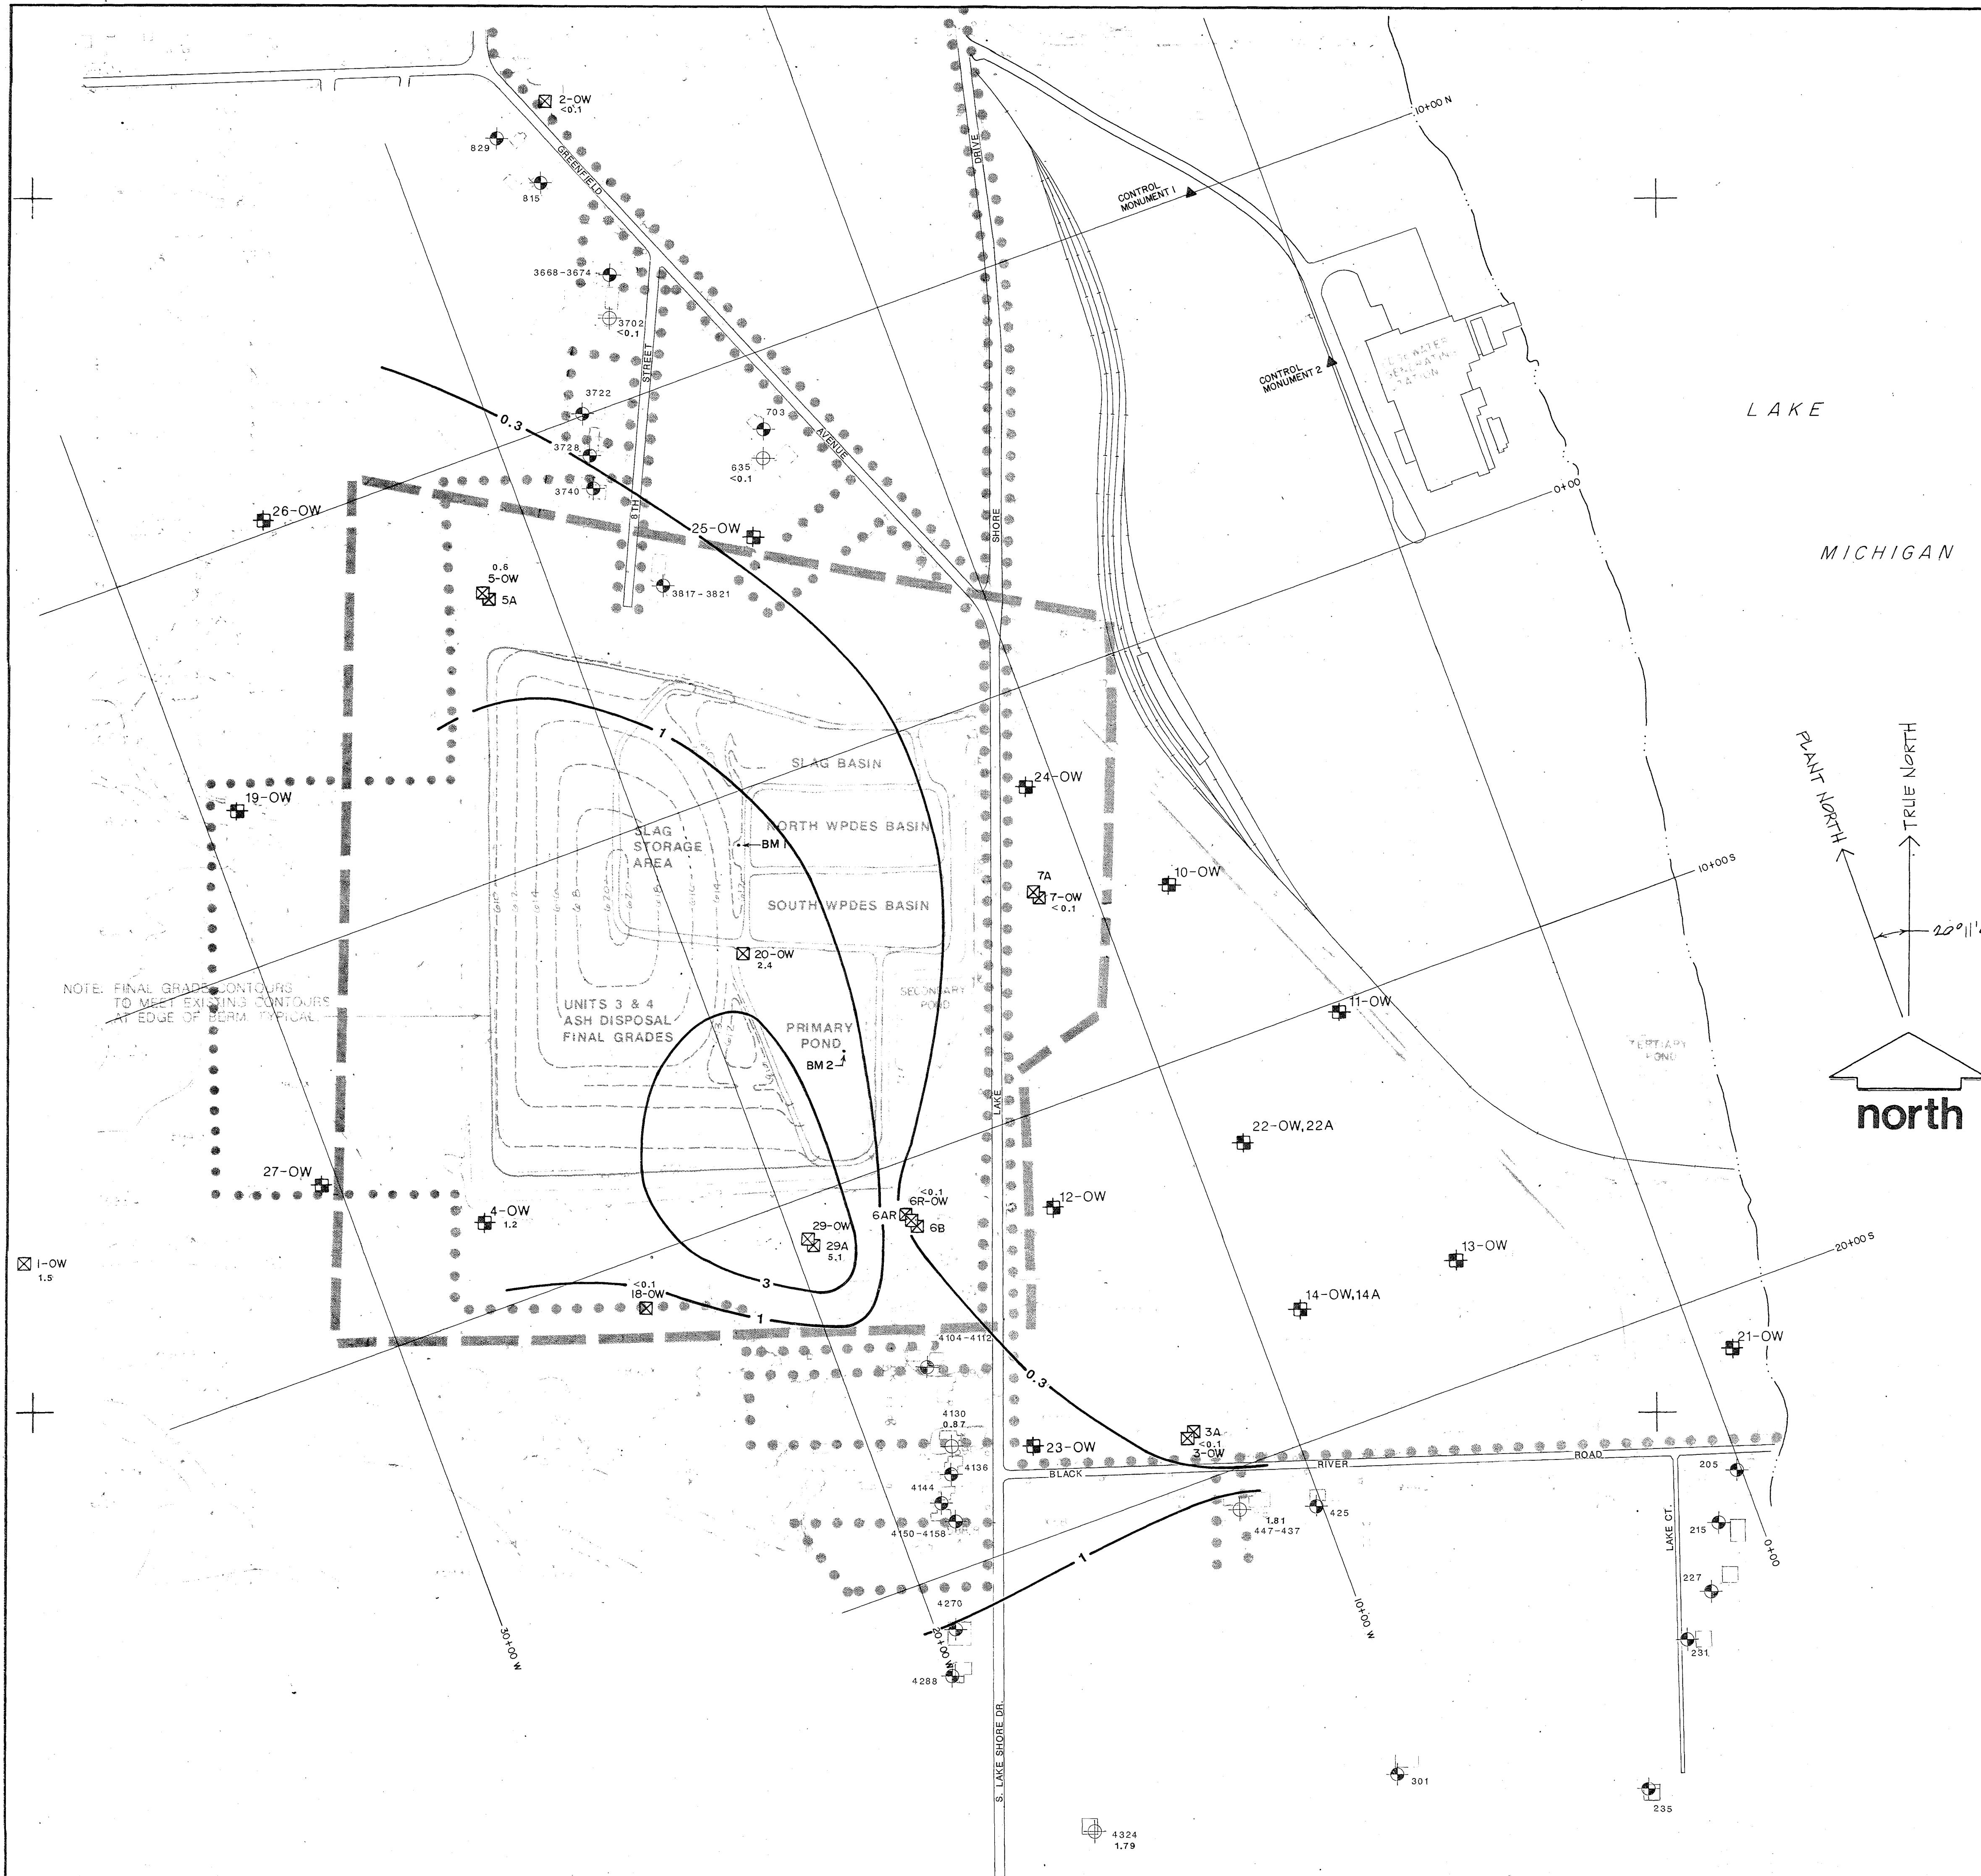 2-OW
<0.1
829
815
GREENFIELD
DRIVE
10+00 N
CONTROL
MONUMENT 1
3668-3674
3702
<0.1
STREET
CONTROL
MONUMENT 2
LAKE
3722
0.3
703
AVENUE
3728
635
<0.1
3740
8TH
0+00
26-OW
25-OW
SHORE
MICHIGAN
0.6
5-OW
5A
3817-3821
1
SLAG BASIN
24-OW
PLANT NORTH
TRUE NORTH
19-OW
SLAG
STORAGE
AREA
NORTH WPDES BASIN
BM 1
10+00 S
7A
7-OW
<0.1
10-OW
SOUTH WPDES BASIN
20-OW
2.4
NOTE: FINAL GRADE CONTOURS
TO MEET EXISTING CONTOURS
AT EDGE OF BERM, TYPICAL
SECONDARY
POND
UNITS 3 & 4
ASH DISPOSAL
FINAL GRADES
11-OW
PRIMARY
POND
BM 2
TERTIARY
POND
LAKE
north
22-OW, 22A
27-OW
4-OW
1.2
<0.1
6R-OW
6AR
6B
12-OW
29-OW
29A
5.1
1-OW
1.5
13-OW
20+00 S
3
<0.1
18-OW
1
14-OW, 14A
4104-4112
21-OW
0.3
4130
0.87
23-OW
3A
<0.1
3-OW
4136
BLACK
RIVER
ROAD
205
4144
4150-4158
1.81
447-437
425
LAKE CT.
215
0+00
1
227
4270
10+00 W
20+00 W
30+00 W
231
4288
S. LAKE SHORE DR.
301
235
4324
1.79